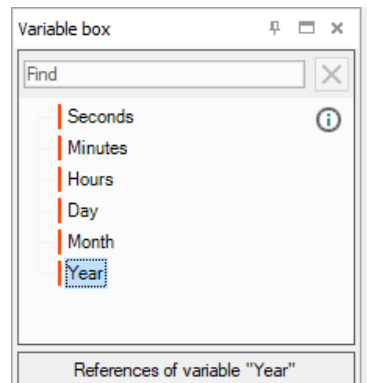 Variable box
Find
Seconds
Minutes
Hours
Day
Month
Year
References of variable "Year"